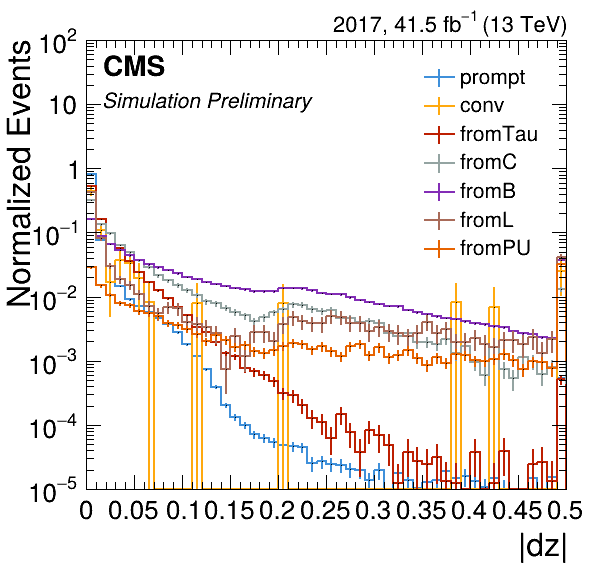 2017, 41.5 fb⁻¹ (13 TeV)
CMS
Simulation Preliminary
prompt
conv
fromTau
fromC
fromB
fromL
fromPU
Normalized Events
10²
10
1
10⁻¹
10⁻²
10⁻³
10⁻⁴
10⁻⁵
0 0.05 0.1 0.15 0.2 0.25 0.3 0.35 0.4 0.45 0.5
|dz|